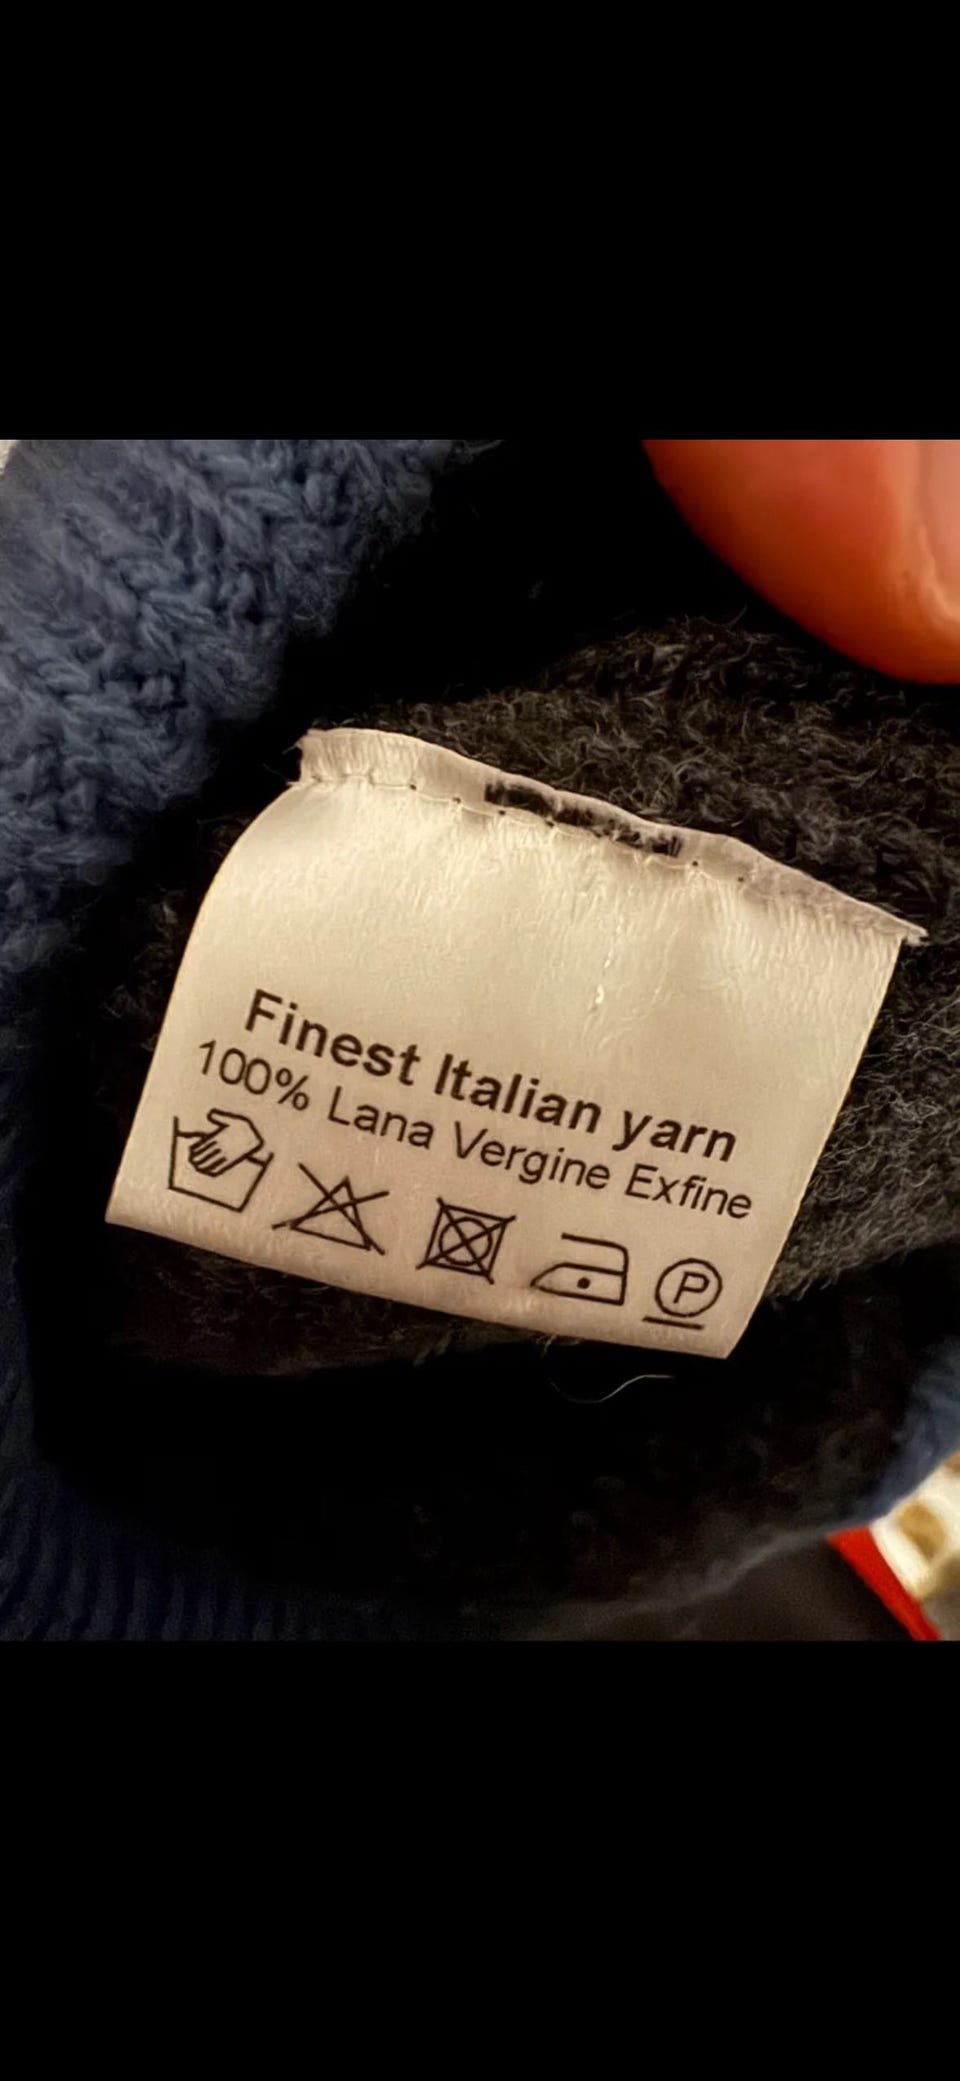 Finest Italian yarn
100% Lana Vergine Exfine
P